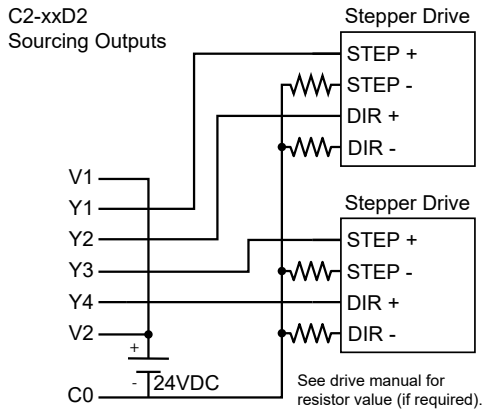 C2-xxD2
Sourcing Outputs
Stepper Drive
STEP +
STEP -
DIR +
DIR -
V1
Y1
Y2
Y3
Y4
V2
C0
+
-
24VDC
Stepper Drive
STEP +
STEP -
DIR +
DIR -
See drive manual for
resistor value (if required).